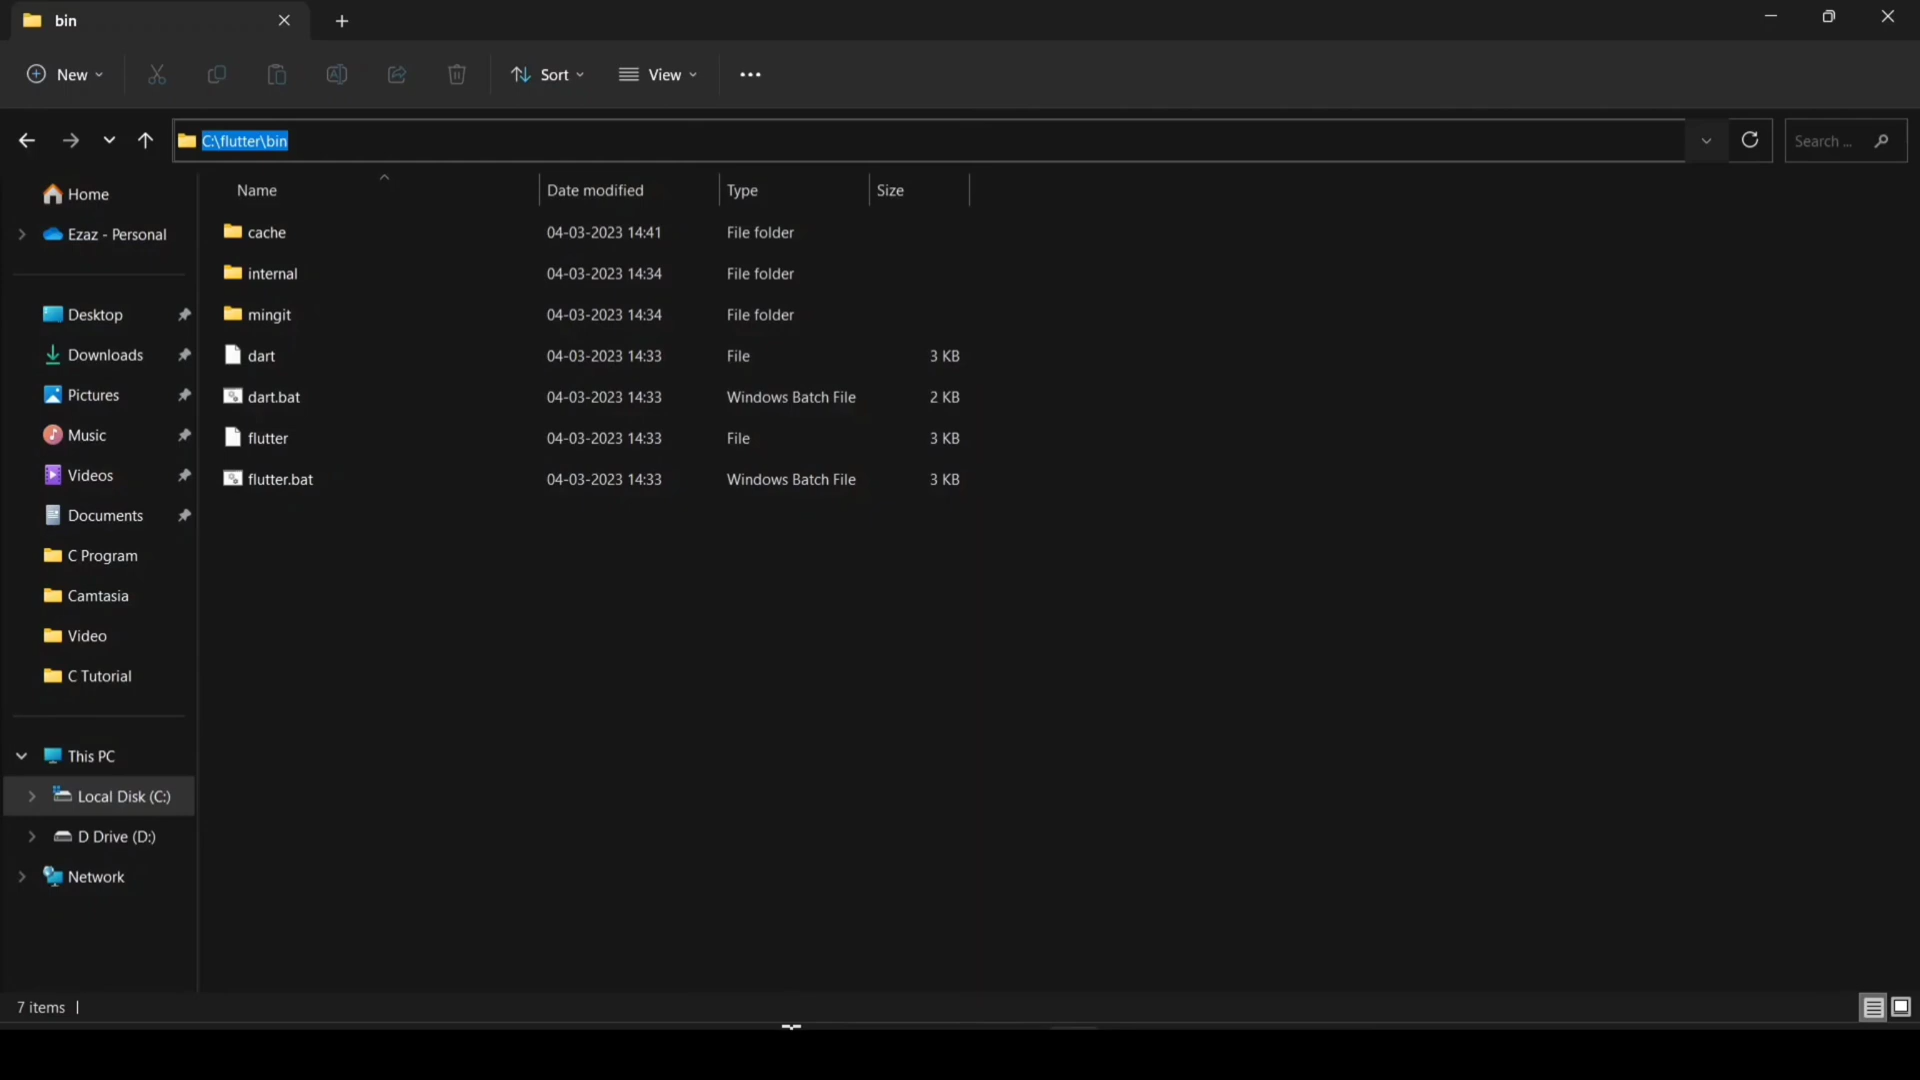 bin
New
Sort
View
C:\flutter\bin
Search ...
Home
Ezaz - Personal
Desktop
Downloads
Pictures
Music
Videos
Documents
C Program
Camtasia
Video
C Tutorial
This PC
Local Disk (C:)
D Drive (D:)
Network
Name Date modified Type Size
cache 04-03-2023 14:41 File folder
internal 04-03-2023 14:34 File folder
mingit 04-03-2023 14:34 File folder
dart 04-03-2023 14:33 File 3 KB
dart.bat 04-03-2023 14:33 Windows Batch File 2 KB
flutter 04-03-2023 14:33 File 3 KB
flutter.bat 04-03-2023 14:33 Windows Batch File 3 KB
7 items